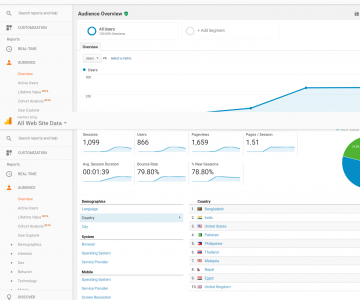 Search reports and help
Audience Overview
CUSTOMIZATION
Reports
REAL-TIME
AUDIENCE
Overview
Active Users
Lifetime Value BETA
Cohort Analysis BETA
User Explorer
All Users
+ Add Segment
Overview
Users
VS.
Select a metric
Users
All Web Site Data
Search reports and help
CUSTOMIZATION
Reports
REAL-TIME
AUDIENCE
Overview
Active Users
Lifetime Value BETA
Cohort Analysis BETA
User Explorer
Demographics
Interests
Geo
Behavior
Technology
Mobile
DISCOVER
Sessions
1,099
Users
866
Pageviews
1,659
Pages / Session
1.51
Avg. Session Duration
00:01:39
Bounce Rate
79.80%
% New Sessions
78.80%
Demographics
Language
Country
City
System
Browser
Operating System
Service Provider
Mobile
Operating System
Service Provider
Screen Resolution
Country
1. Bangladesh
2. India
3. United States
4. Pakistan
5. Philippines
6. Thailand
7. Malaysia
8. Nepal
9. Egypt
10. United Kingdom